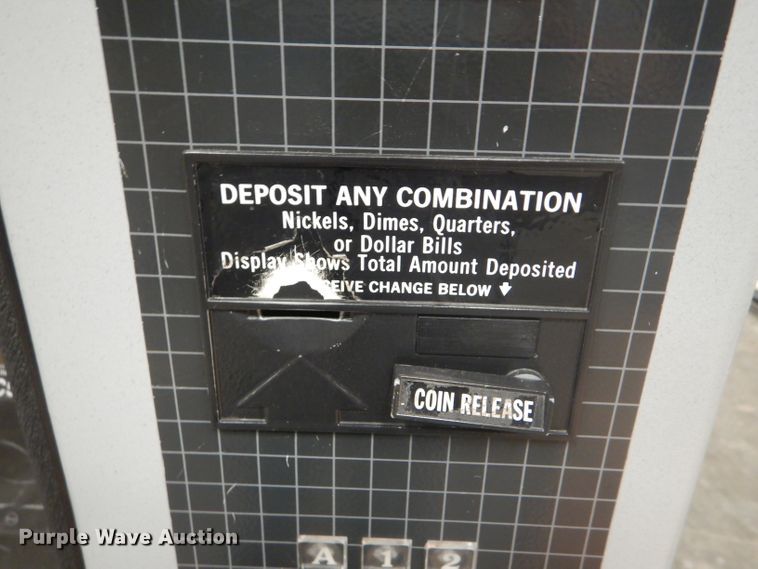 DEPOSIT ANY COMBINATION
Nickels, Dimes, Quarters,
or Dollar Bills
Display Shows Total Amount Deposited
CHANGE BELOW
COIN RELEASE
A 1 2
Purple Wave Auction